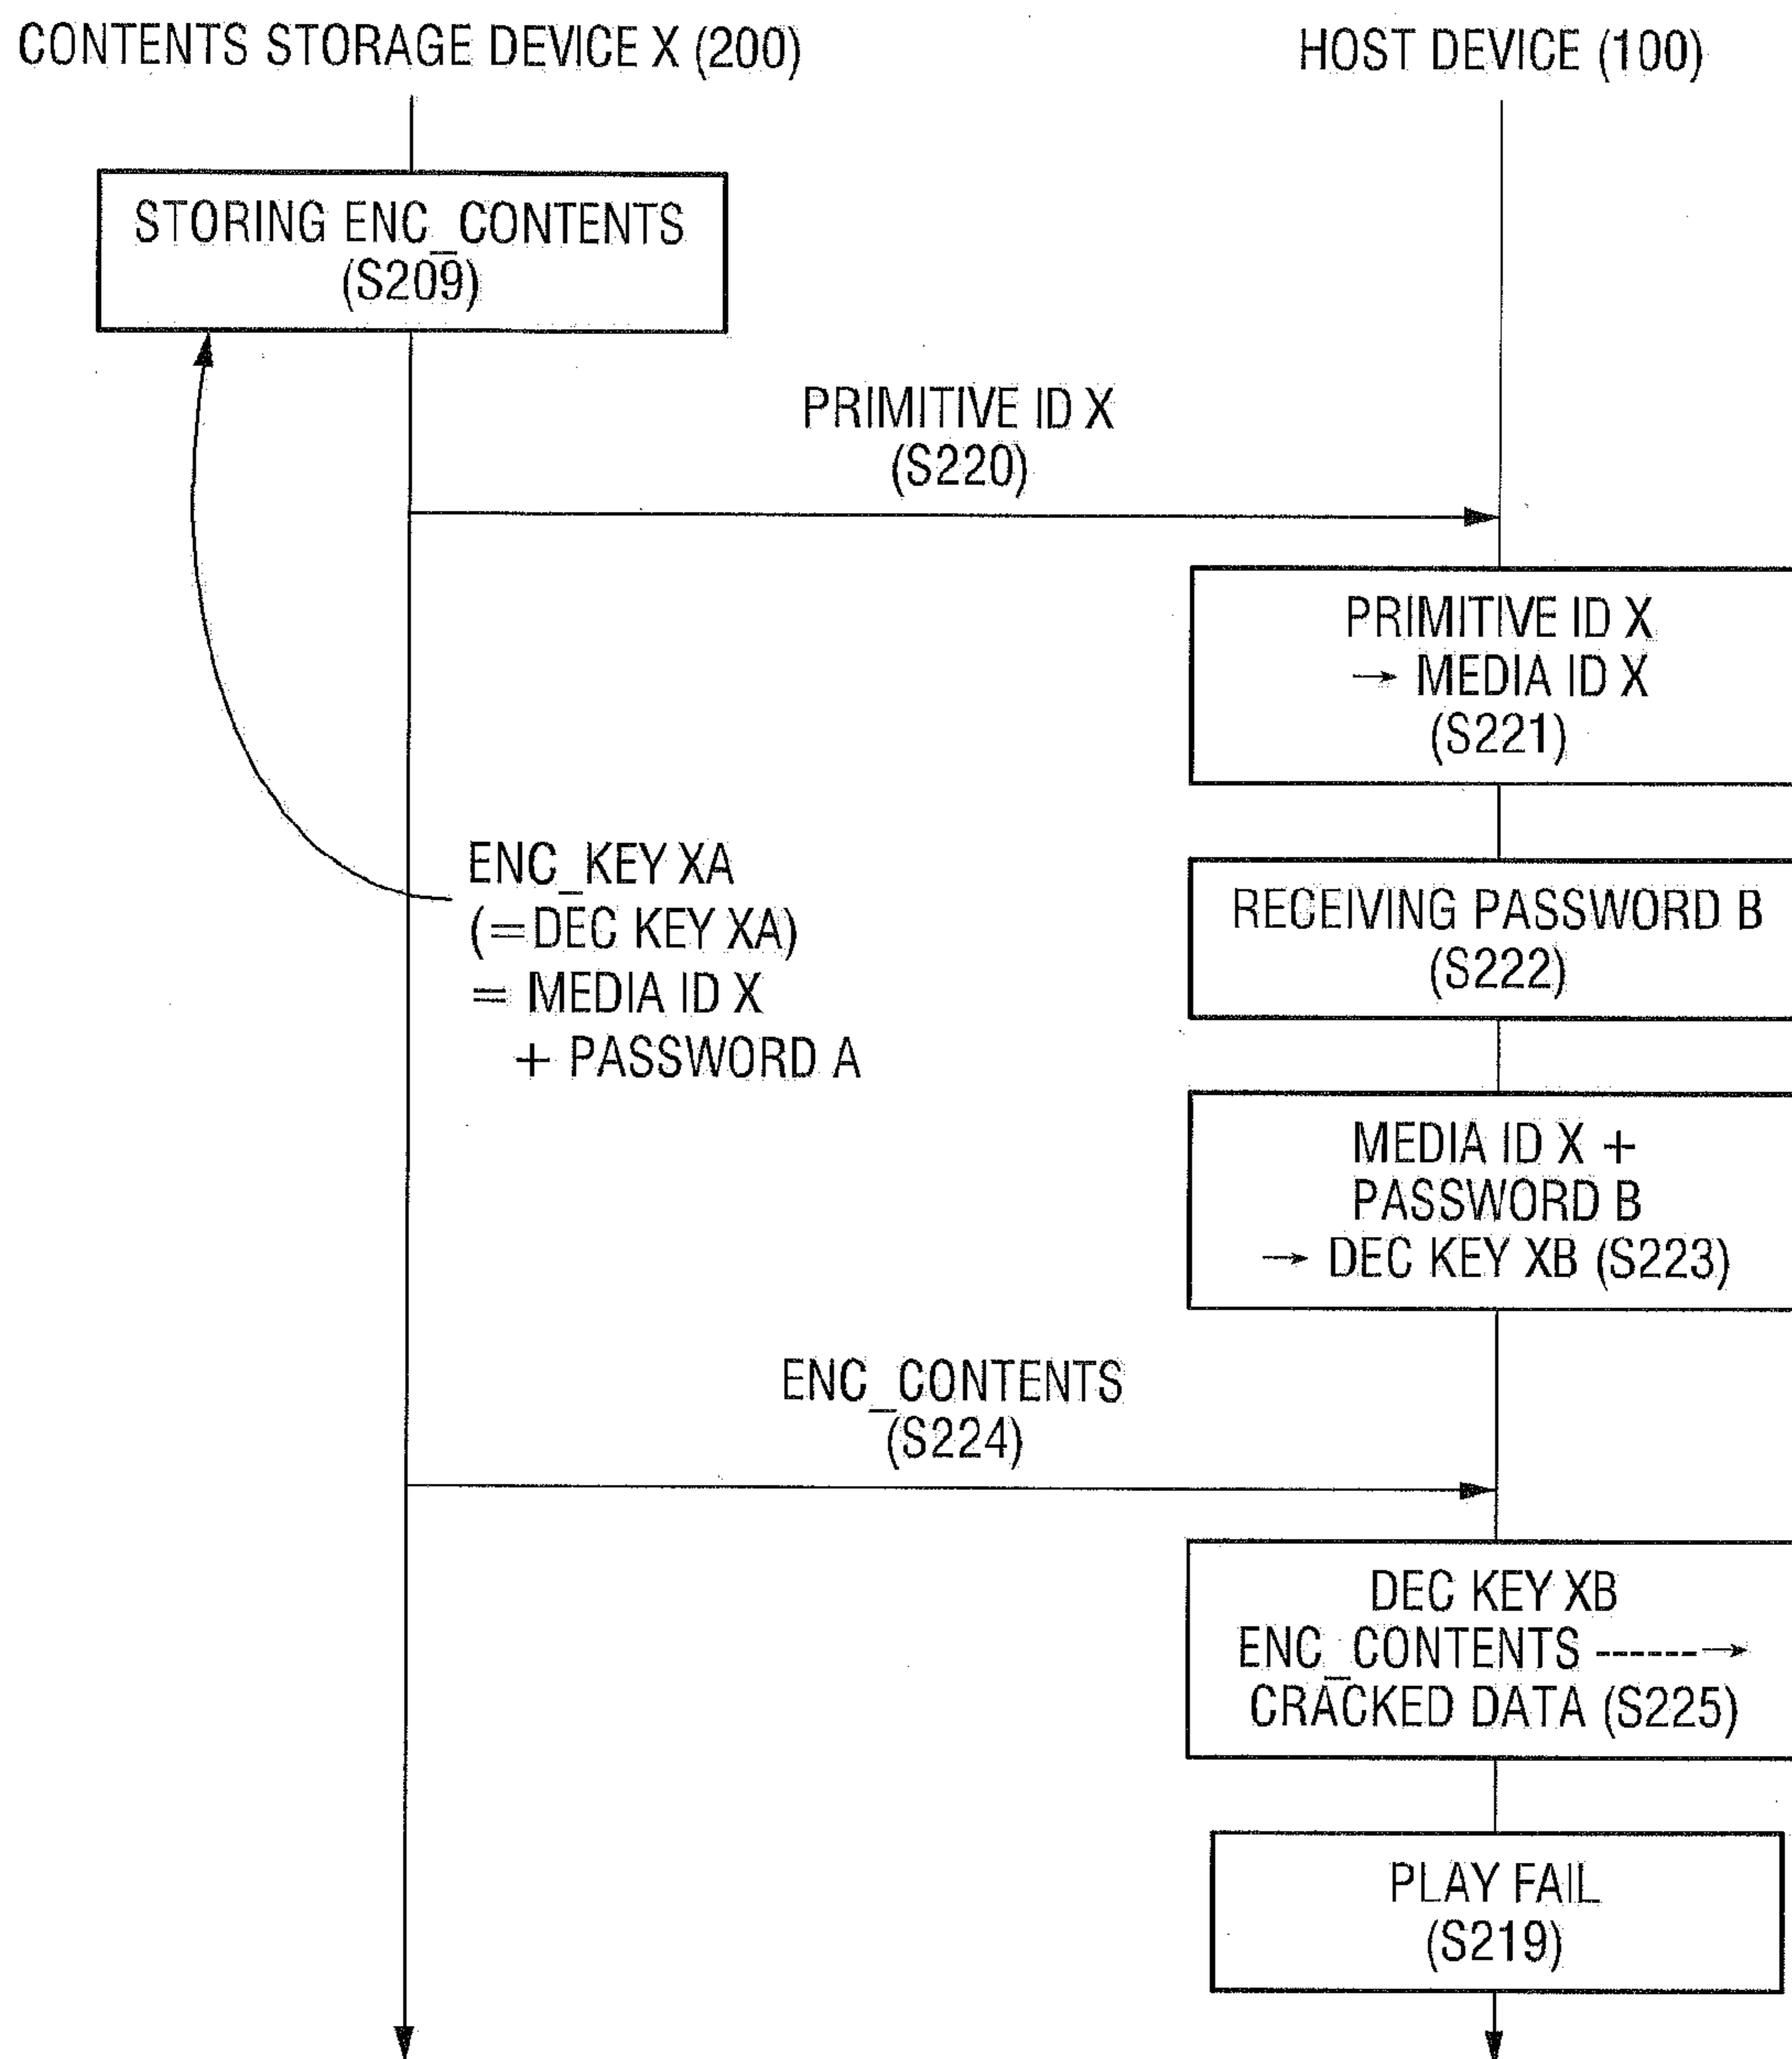 CONTENTS STORAGE DEVICE X (200)
HOST DEVICE (100)
STORING ENC_CONTENTS
(S209)
PRIMITIVE ID X
(S220)
PRIMITIVE ID X
→ MEDIA ID X
(S221)
ENC_KEY XA
(=DEC KEY XA)
= MEDIA ID X
+ PASSWORD A
RECEIVING PASSWORD B
(S222)
MEDIA ID X +
PASSWORD B
→ DEC KEY XB (S223)
ENC_CONTENTS
(S224)
DEC KEY XB
ENC_CONTENTS ------→
CRACKED DATA (S225)
PLAY FAIL
(S219)